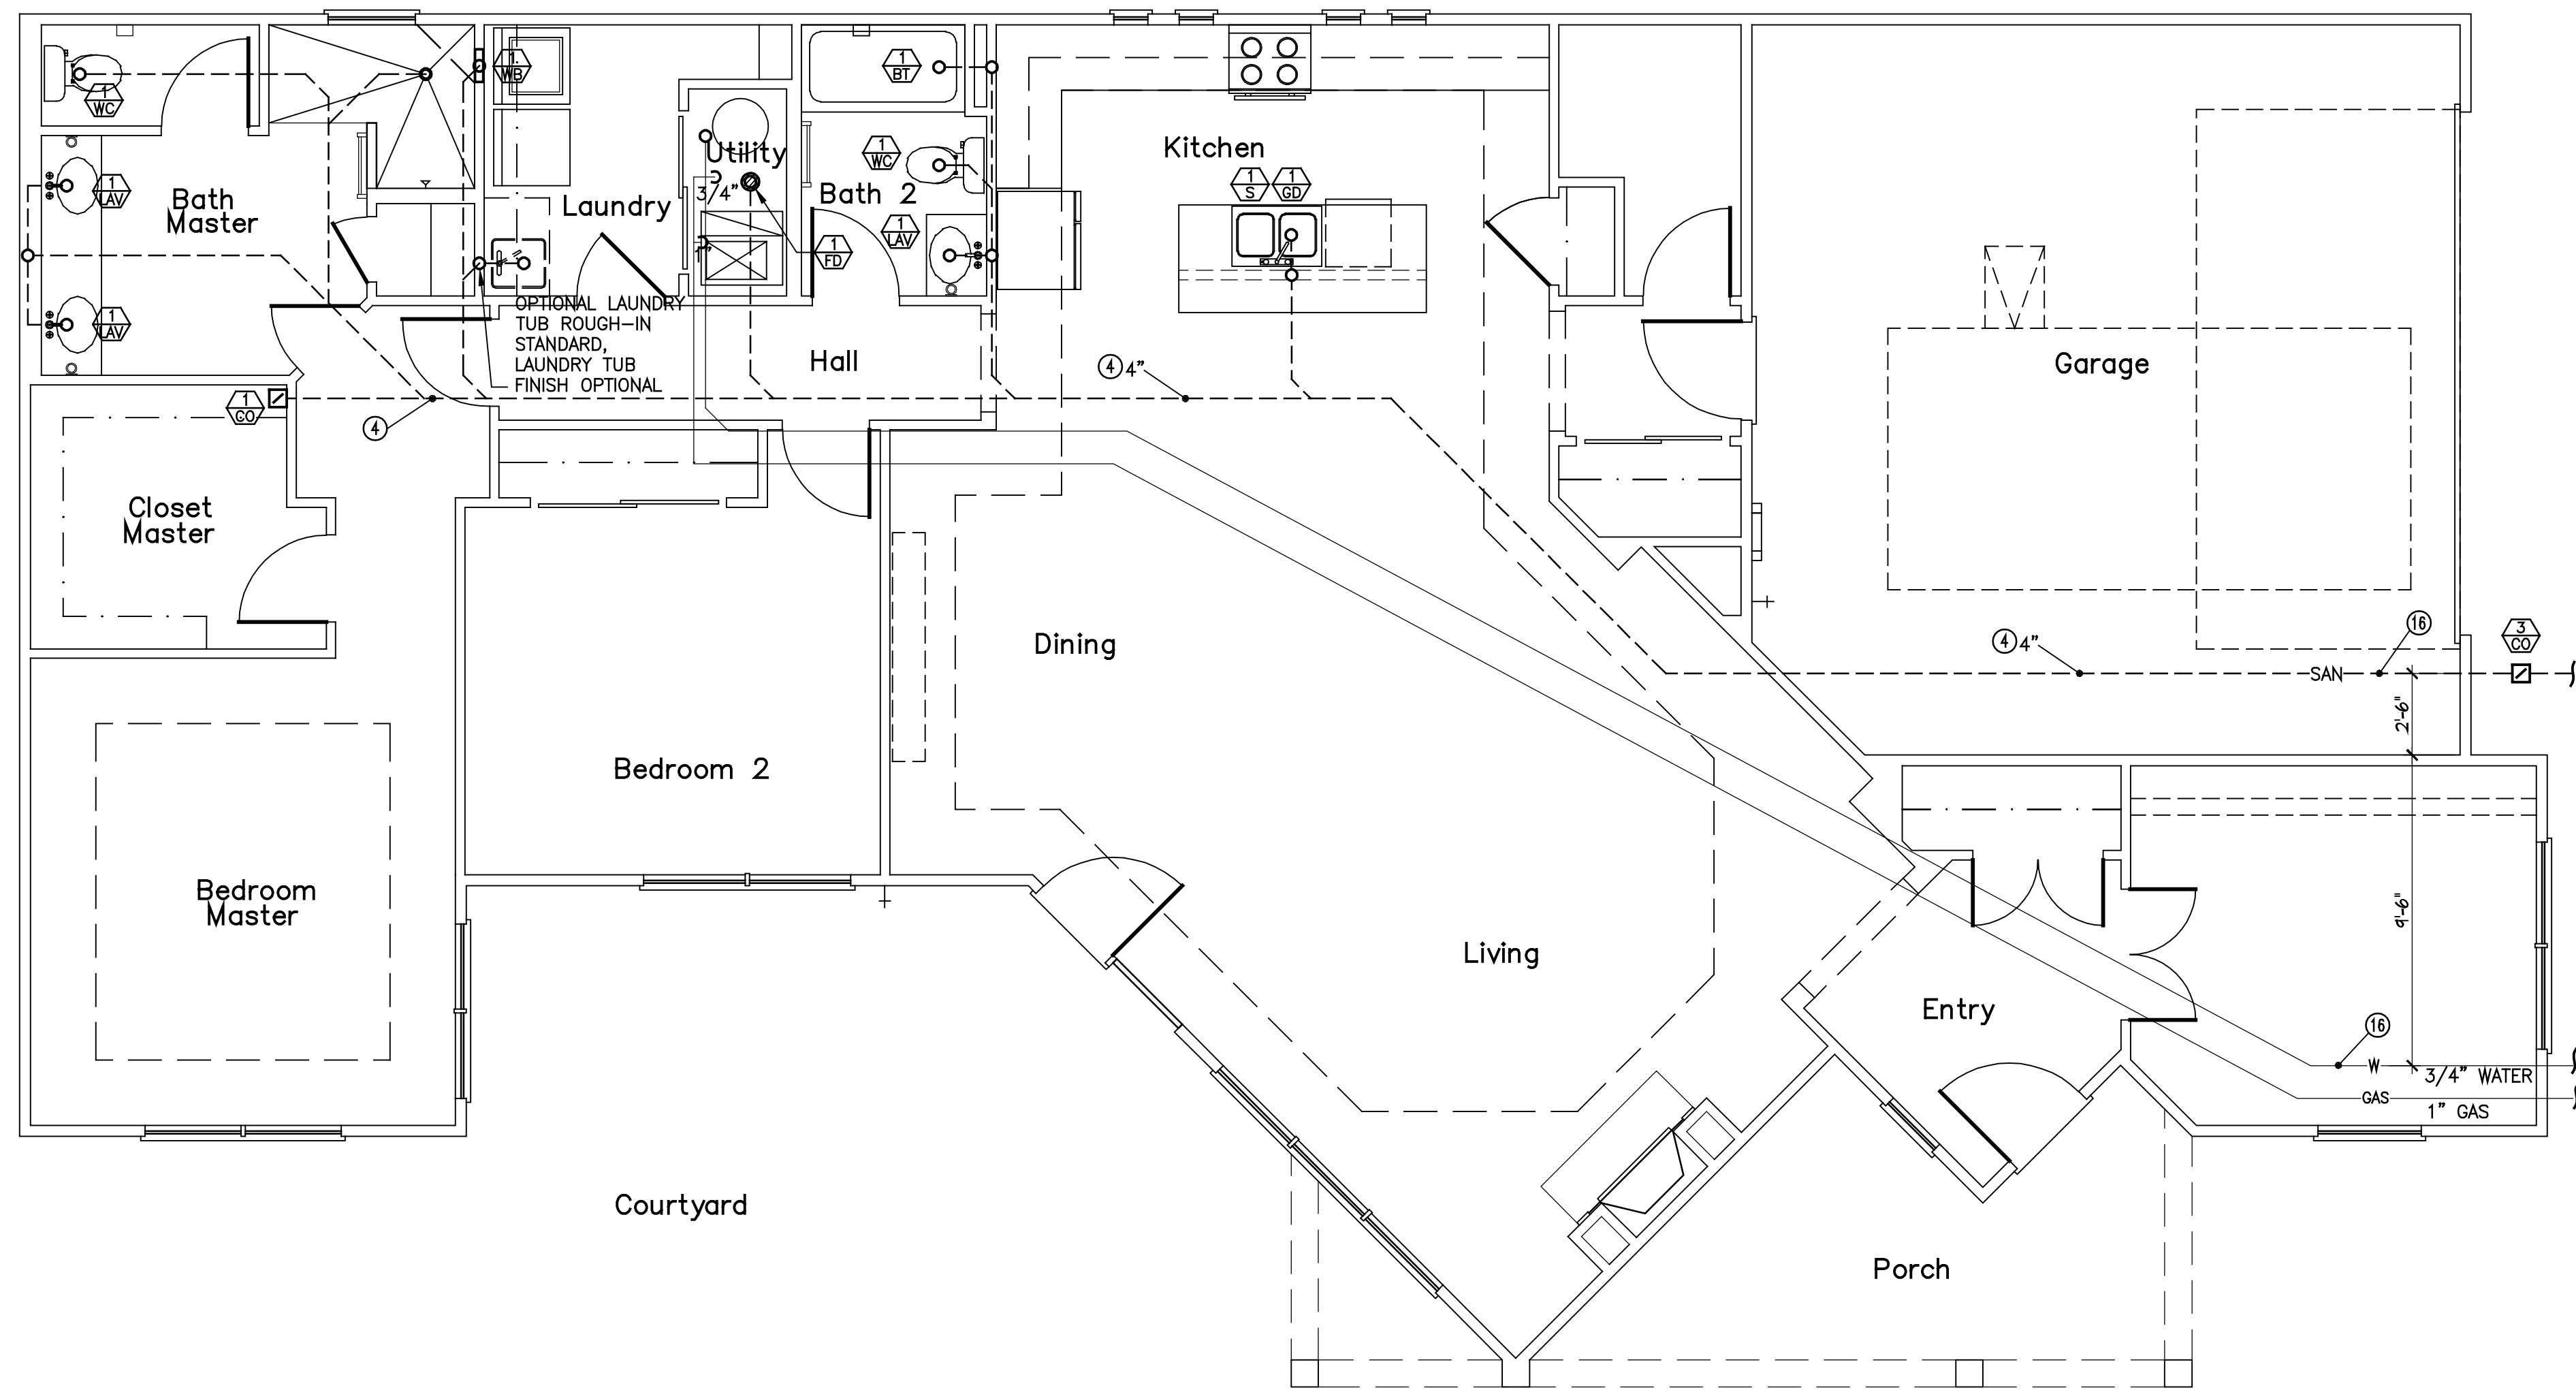 1
WC
1
WB
1
BT
Utility
3/4"
1"
1
WC
Bath 2
Kitchen
1
S
1
GD
1
LAV
Bath
Master
Laundry
1
LAV
1
FD
1
LAV
OPTIONAL LAUNDRY
TUB ROUGH-IN
STANDARD,
LAUNDRY TUB
FINISH OPTIONAL
Hall
4 4"
Garage
1
CO
4
Closet
Master
Dining
4 4"
16
3
CO
SAN
2'-6"
Bedroom 2
Bedroom
Master
9'-6"
Living
Entry
16
W
3/4" WATER
GAS
1" GAS
Courtyard
Porch